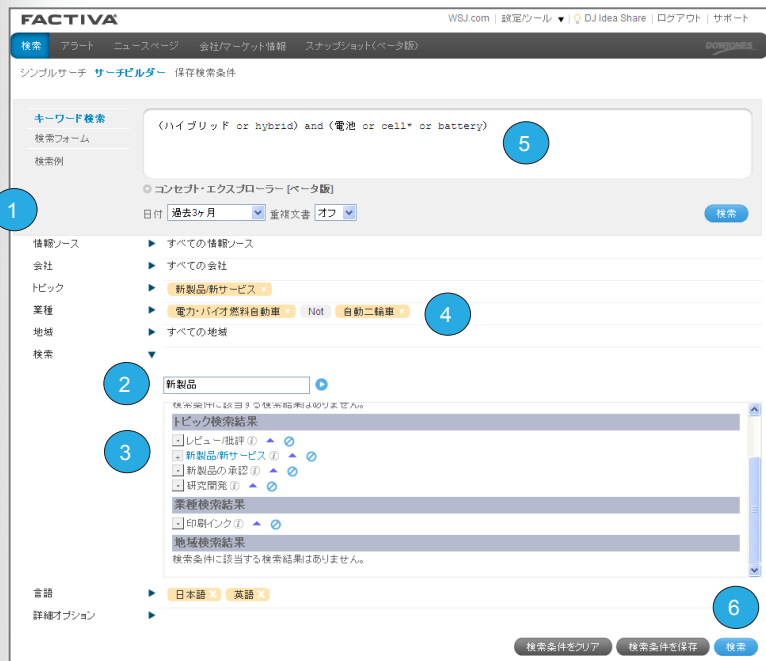 FACTIVA
WSJ.com | 設定/ツール ▼ | DJ Idea Share | ログアウト | サポート
検索 アラート ニュースページ 会社/マーケット情報 スナップショット(ベータ版) DOWJONES
シンプルサーチ サーチビルダー 保存検索条件
キーワード検索
検索フォーム
検索例
(ハイブリッド or hybrid) and (電池 or cell* or battery)
5
コンセプト・エクスプローラー [ベータ版]
1
日付 過去3ヶ月 重複文書 オフ 検索
情報ソース すべての情報ソース
会社 すべての会社
トピック 新製品/新サービス
業種 電力・バイオ燃料自動車 Not 自動二輪車
4
地域 すべての地域
検索
2
新製品
検索条件に該当する検索結果はありません。
トピック検索結果
3
レビュー/批評
新製品/新サービス
新製品の承認
研究開発
業種検索結果
印刷インク
地域検索結果
検索条件に該当する検索結果はありません。
言語 日本語 X 英語 X
詳細オプション
6
検索条件をクリア 検索条件を保存 検索